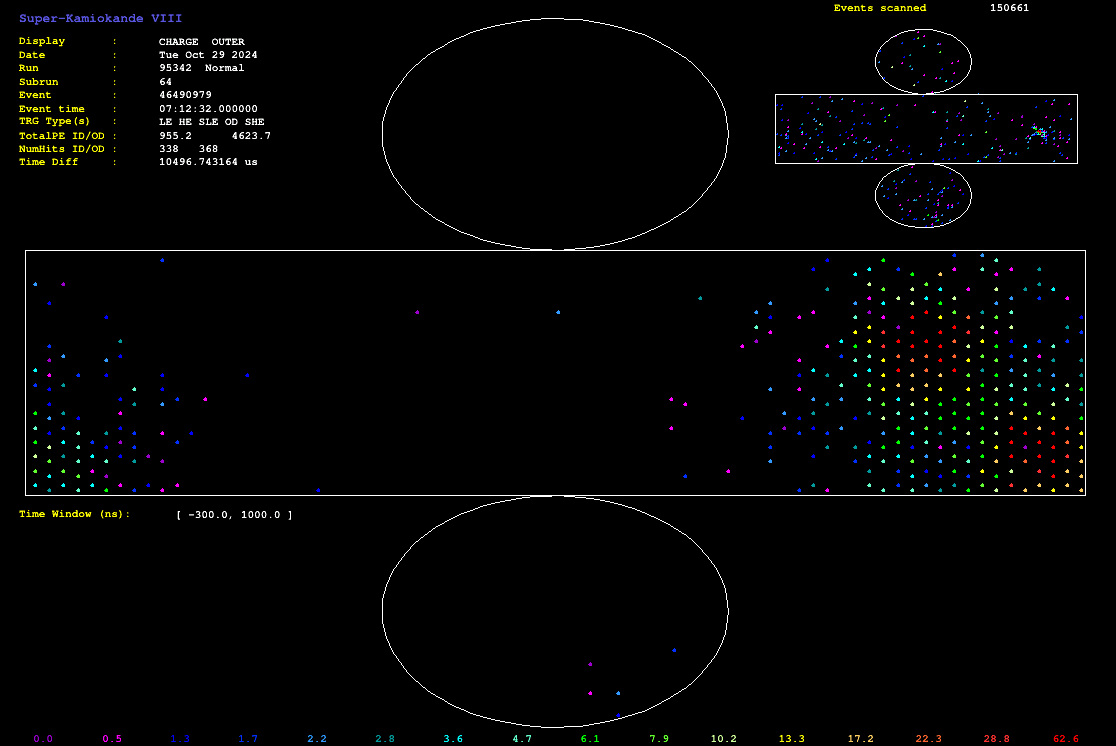 Super-Kamiokande VIII
Display : CHARGE OUTER
Date : Tue Oct 29 2024
Run : 95342 Normal
Subrun : 64
Event : 46490979
Event time : 07:12:32.000000
TRG Type(s) : LE HE SLE OD SHE
TotalPE ID/OD : 955.2 4623.7
NumHits ID/OD : 338 368
Time Diff : 10496.743164 us
Events scanned 150661
Time Window (ns): [ -300.0, 1000.0 ]
0.0 0.5 1.3 1.7 2.2 2.8 3.6 4.7 6.1 7.9 10.2 13.3 17.2 22.3 28.8 62.6